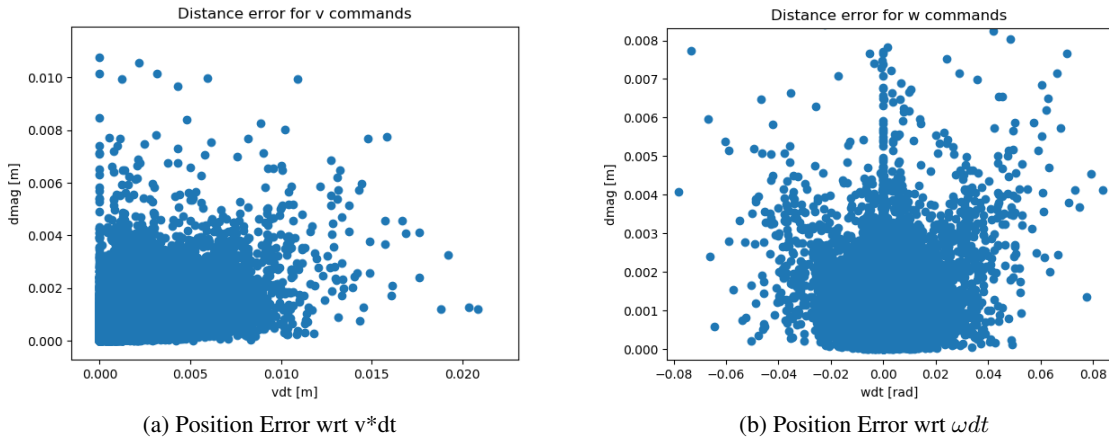 Distance error for v commands
dmag [m]
0.010
0.008
0.006
0.004
0.002
0.000
0.000 0.005 0.010 0.015 0.020
vdt [m]
(a) Position Error wrt v*dt
Distance error for w commands
dmag [m]
0.008
0.007
0.006
0.005
0.004
0.003
0.002
0.001
0.000
−0.08 −0.06 −0.04 −0.02 0.00 0.02 0.04 0.06 0.08
wdt [rad]
(b) Position Error wrt ωdt